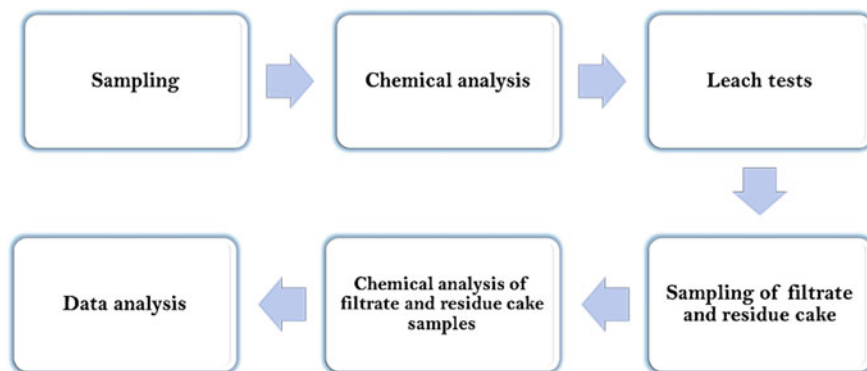 Sampling
Chemical analysis
Leach tests
Sampling of filtrate
and residue cake
Chemical analysis of
filtrate and residue cake
samples
Data analysis